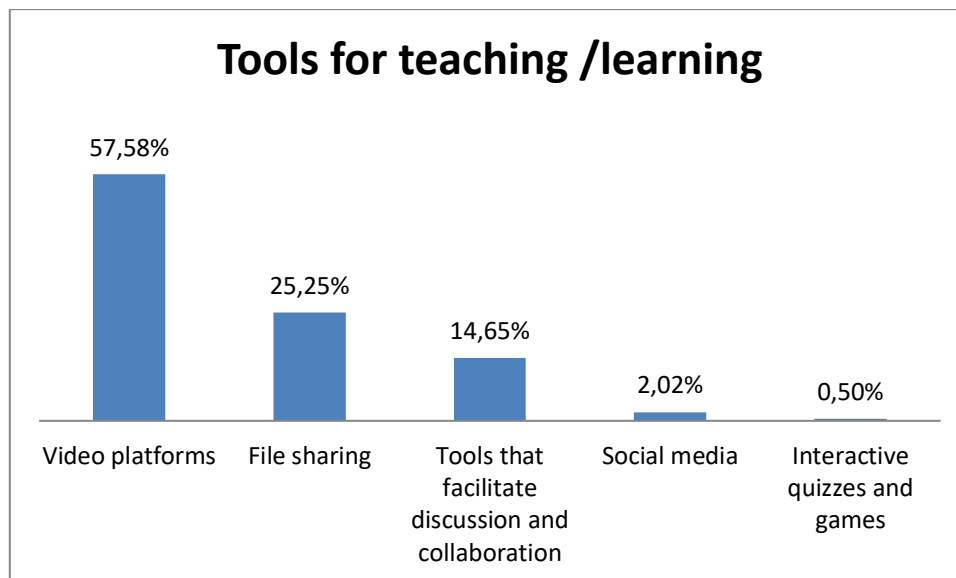 Tools for teaching /learning
57,58%
25,25%
14,65%
2,02%
0,50%
Video platforms
File sharing
Tools that
facilitate
discussion and
collaboration
Social media
Interactive
quizzes and
games